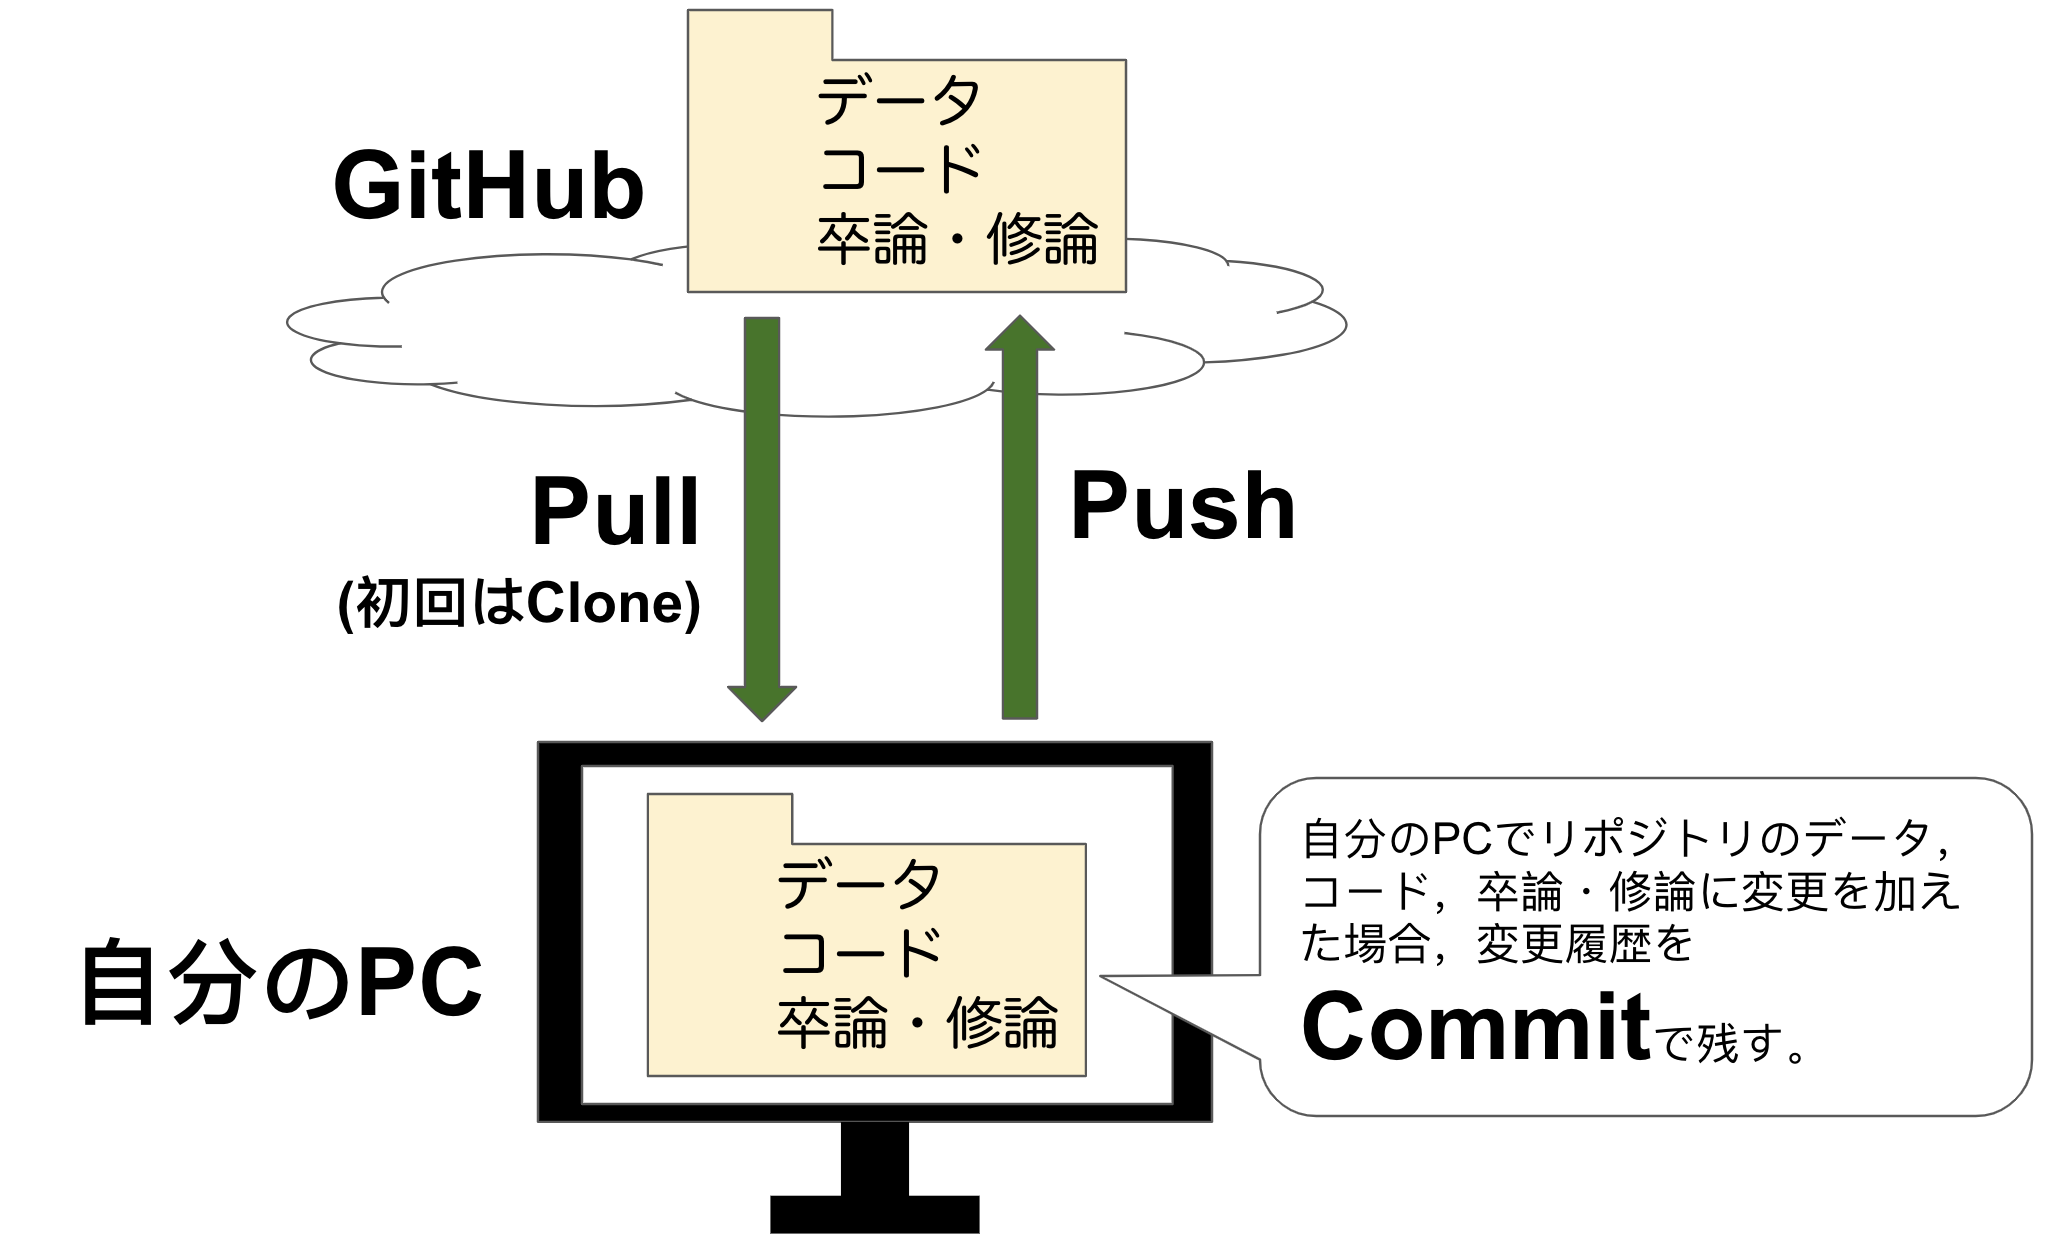 データ
コード
卒論・修論
GitHub
Pull
(初回はClone)
Push
自分のPC
データ
コード
卒論・修論
自分のPCでリポジトリのデータ，
コード，卒論・修論に変更を加え
た場合，変更履歴を
Commitで残す。